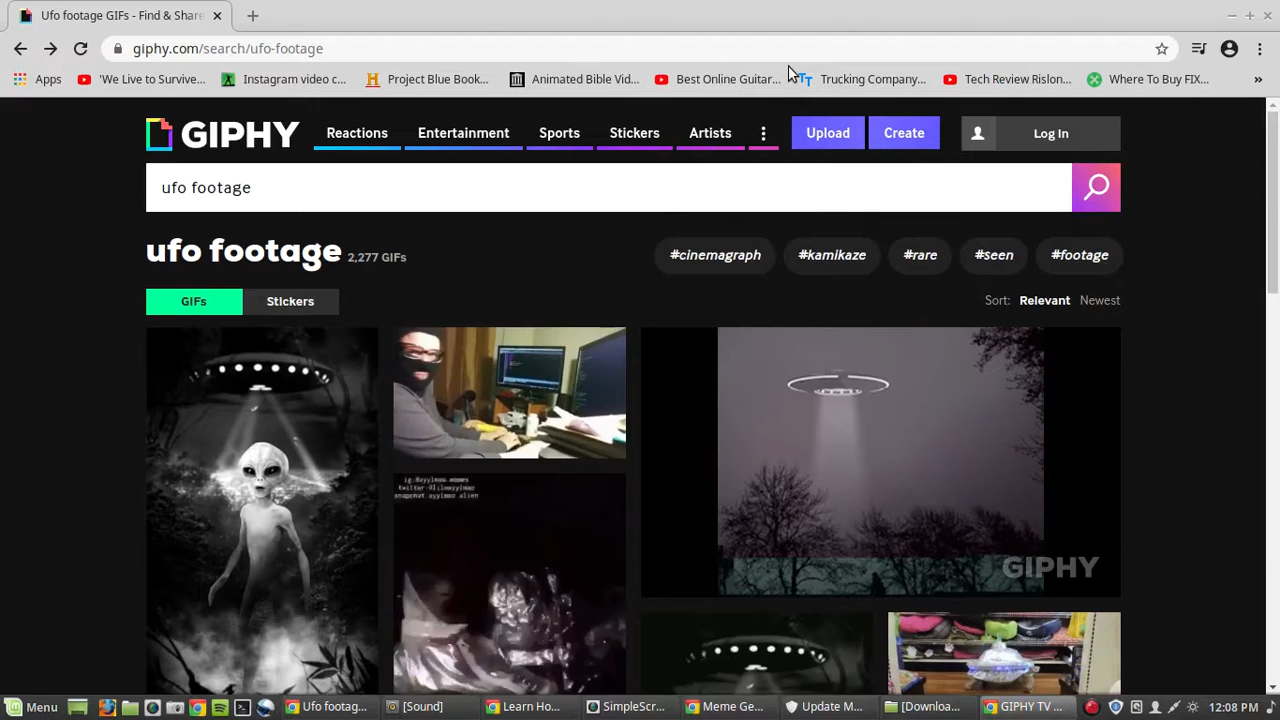 Ufo footage GIFs - Find & Share
giphy.com/search/ufo-footage
Apps 'We Live to Survive... Instagram video c... Project Blue Book... Animated Bible Vid... Best Online Guitar... Trucking Company... Tech Review Rislon... Where To Buy FIX... »
GIPHY Reactions Entertainment Sports Stickers Artists Upload Create Log In
ufo footage
ufo footage 2,277 GIFs #cinemagraph #kamikaze #rare #seen #footage
GIFs Stickers Sort: Relevant Newest
GIPHY
Menu Ufo footag... [Sound] Learn Ho... SimpleScr... Meme Ge... Update M... [Downloa... GIPHY TV ... 12:08 PM